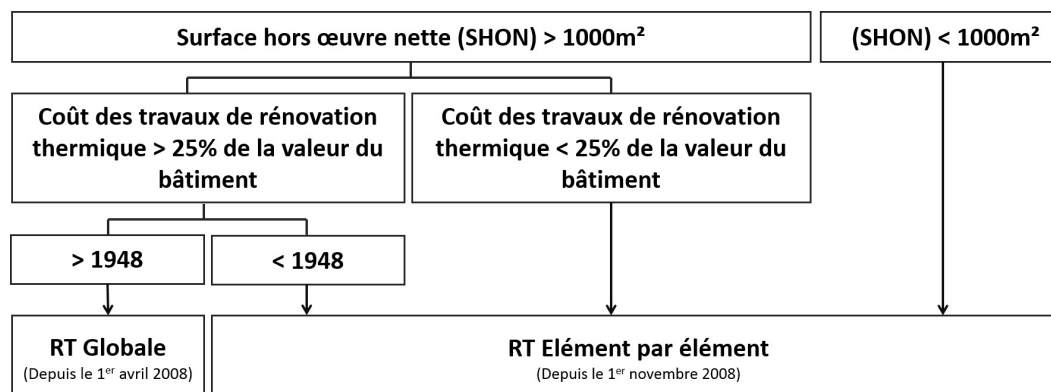 Surface hors œuvre nette (SHON) > 1000m²
(SHON) < 1000m²
Coût des travaux de rénovation
thermique > 25% de la valeur du
bâtiment
Coût des travaux de rénovation
thermique < 25% de la valeur du
bâtiment
> 1948
< 1948
RT Globale
(Depuis le 1er avril 2008)
RT Elément par élément
(Depuis le 1er novembre 2008)